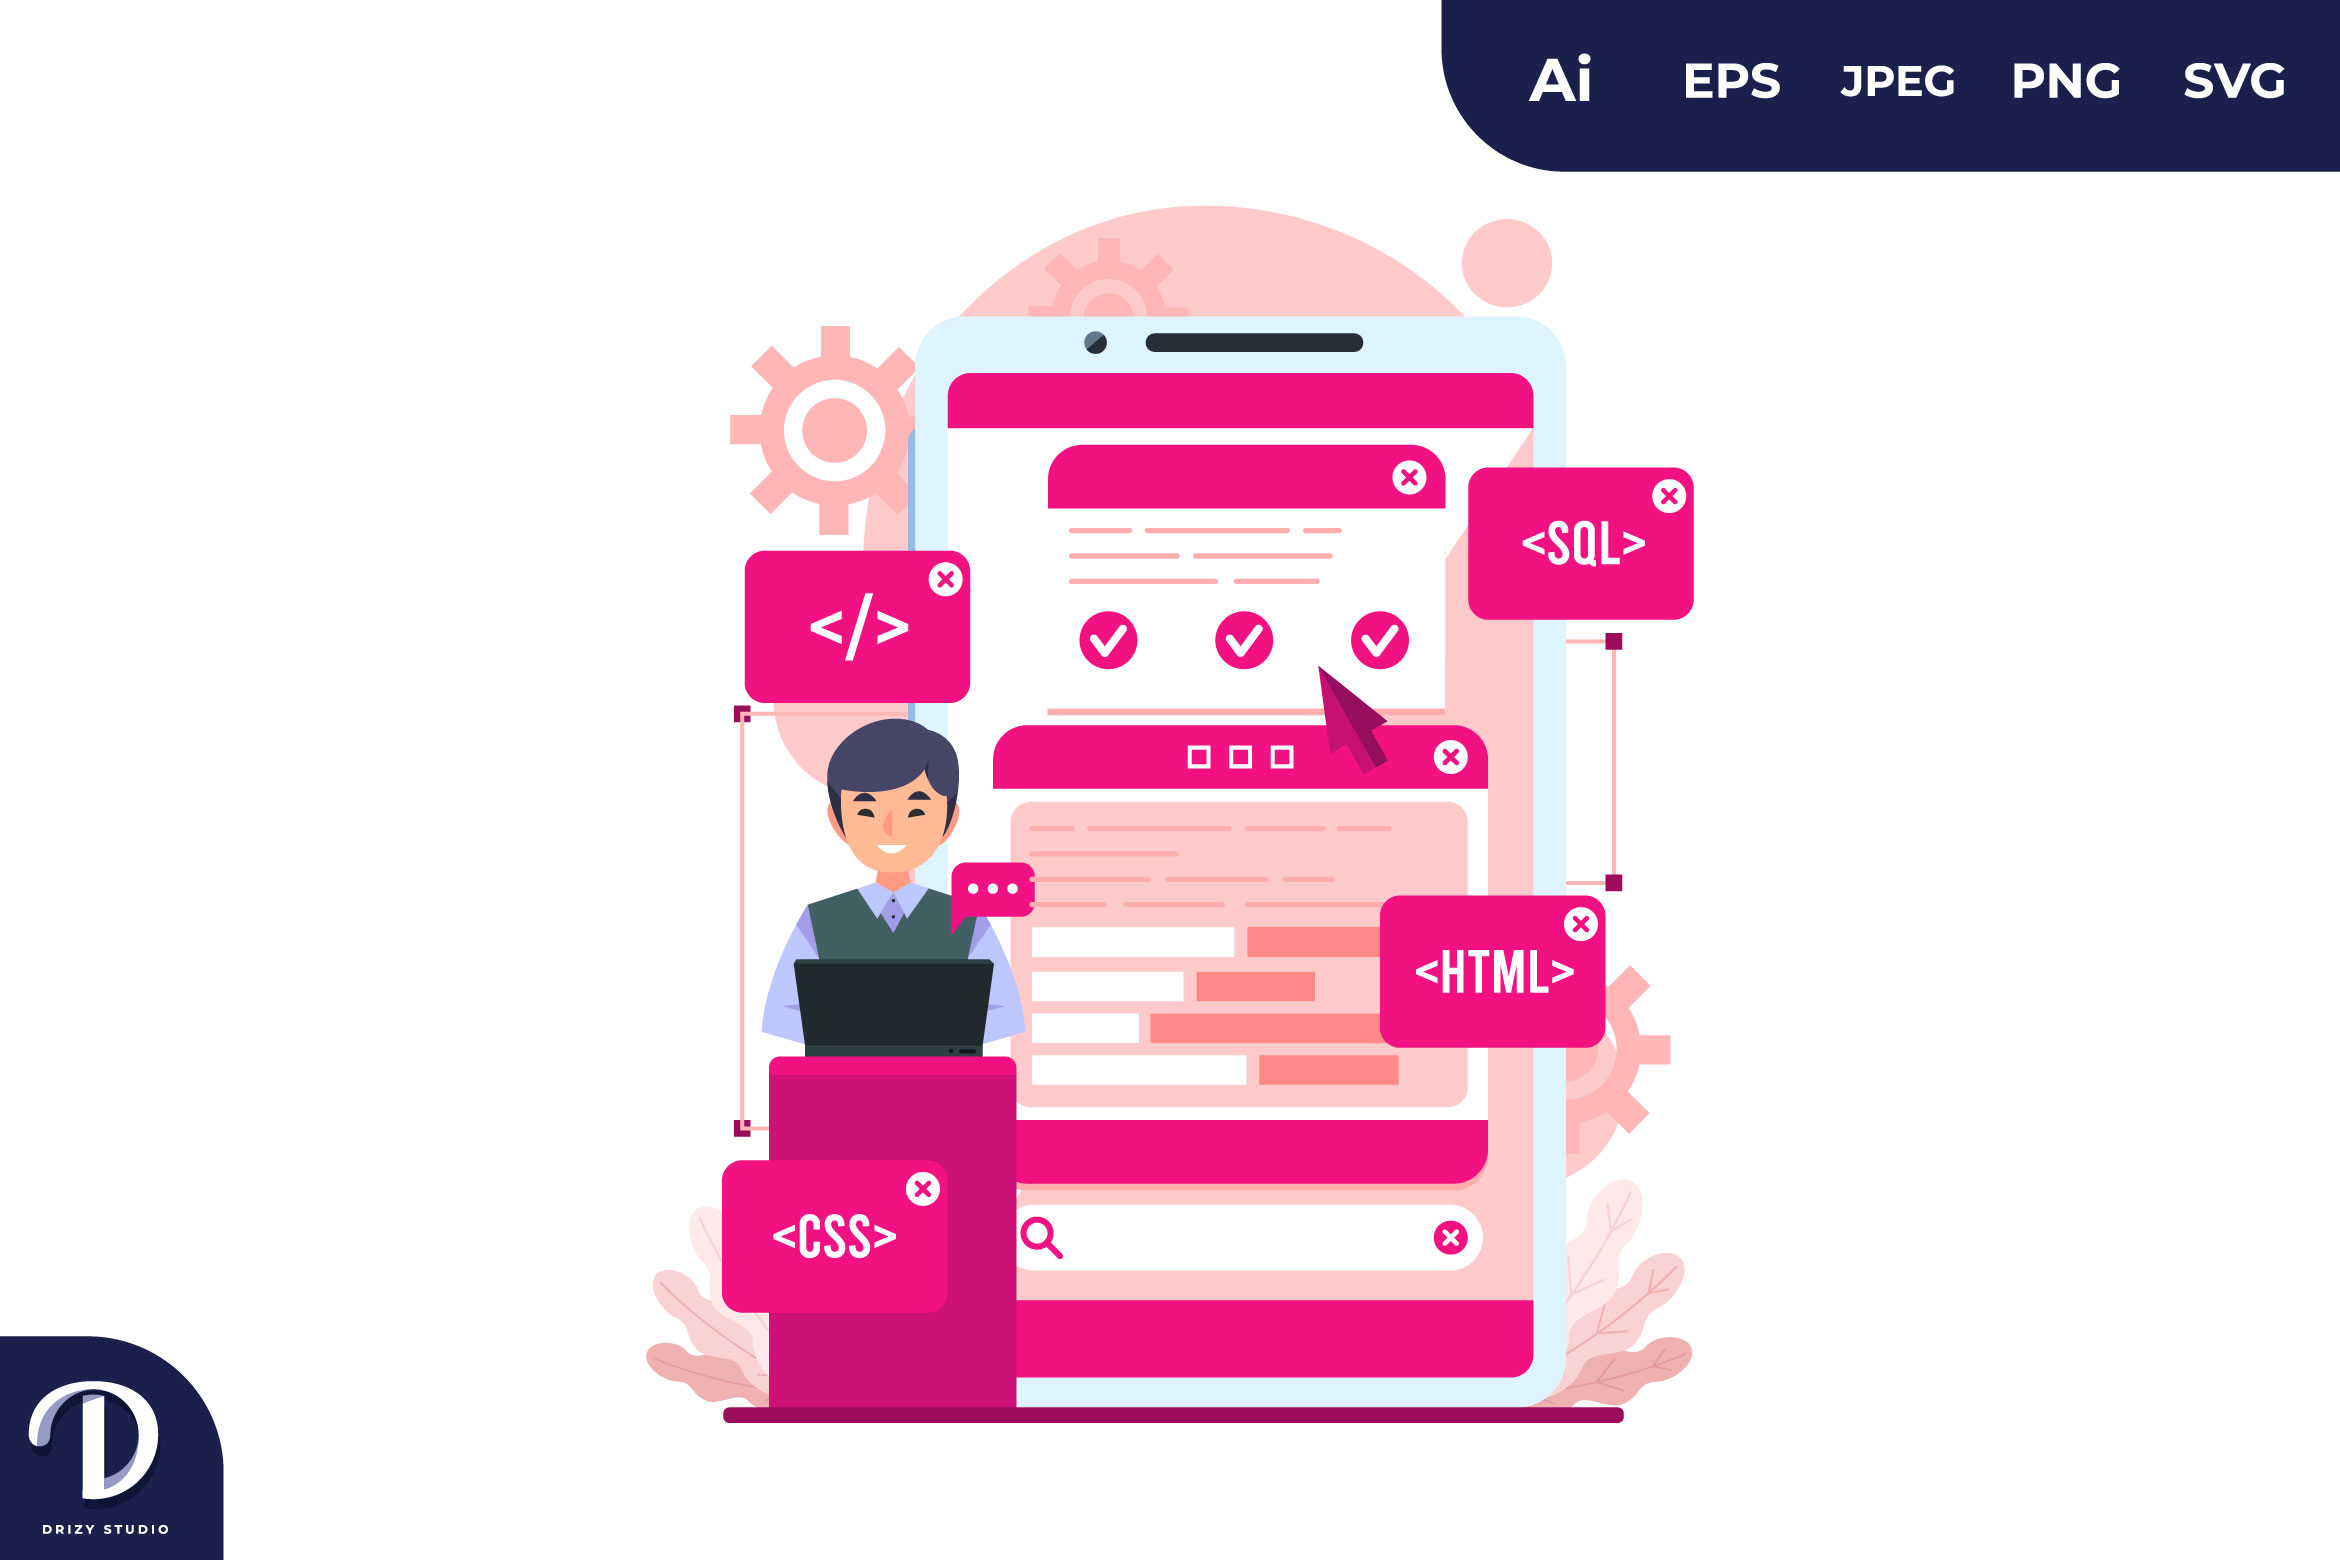 Ai EPS JPEG PNG SVG
<SQL>
</>
<HTML>
<CSS>
D
DRIZY STUDIO